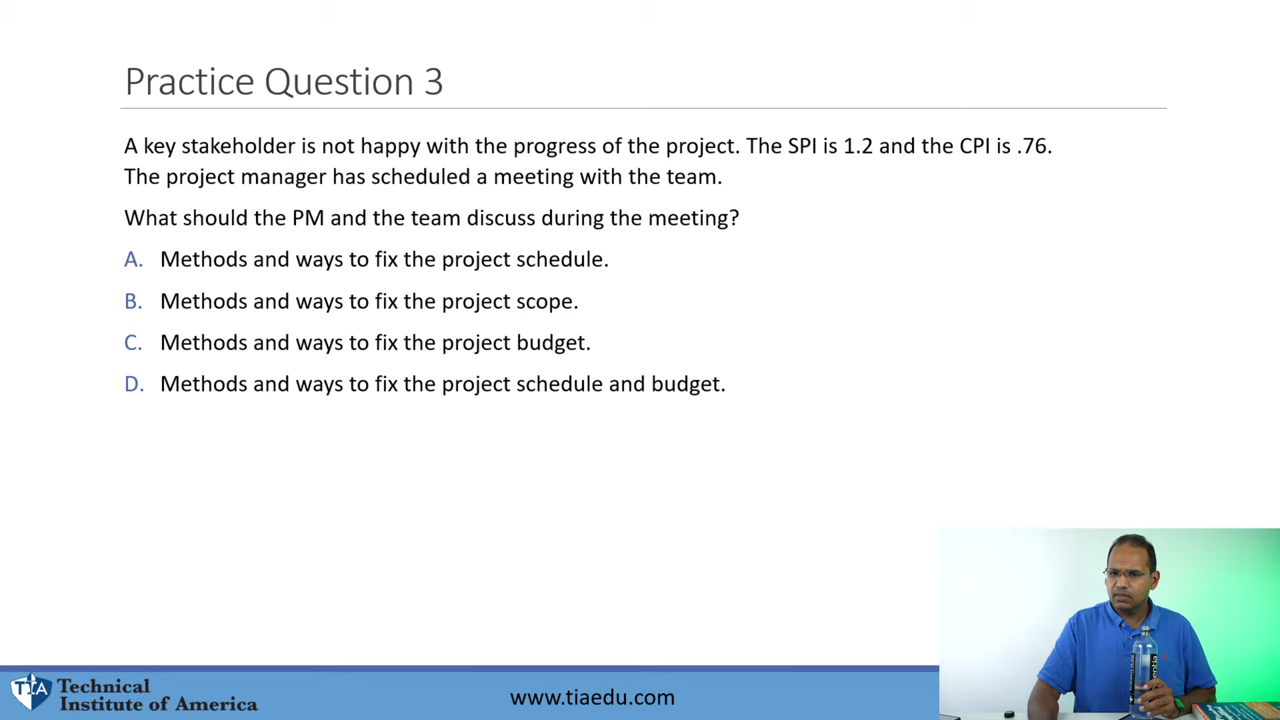 Practice Question 3
A key stakeholder is not happy with the progress of the project. The SPI is 1.2 and the CPI is .76.
The project manager has scheduled a meeting with the team.
What should the PM and the team discuss during the meeting?
A. Methods and ways to fix the project schedule.
B. Methods and ways to fix the project scope.
C. Methods and ways to fix the project budget.
D. Methods and ways to fix the project schedule and budget.
TIA
Technical
Institute of America
www.tiaedu.com